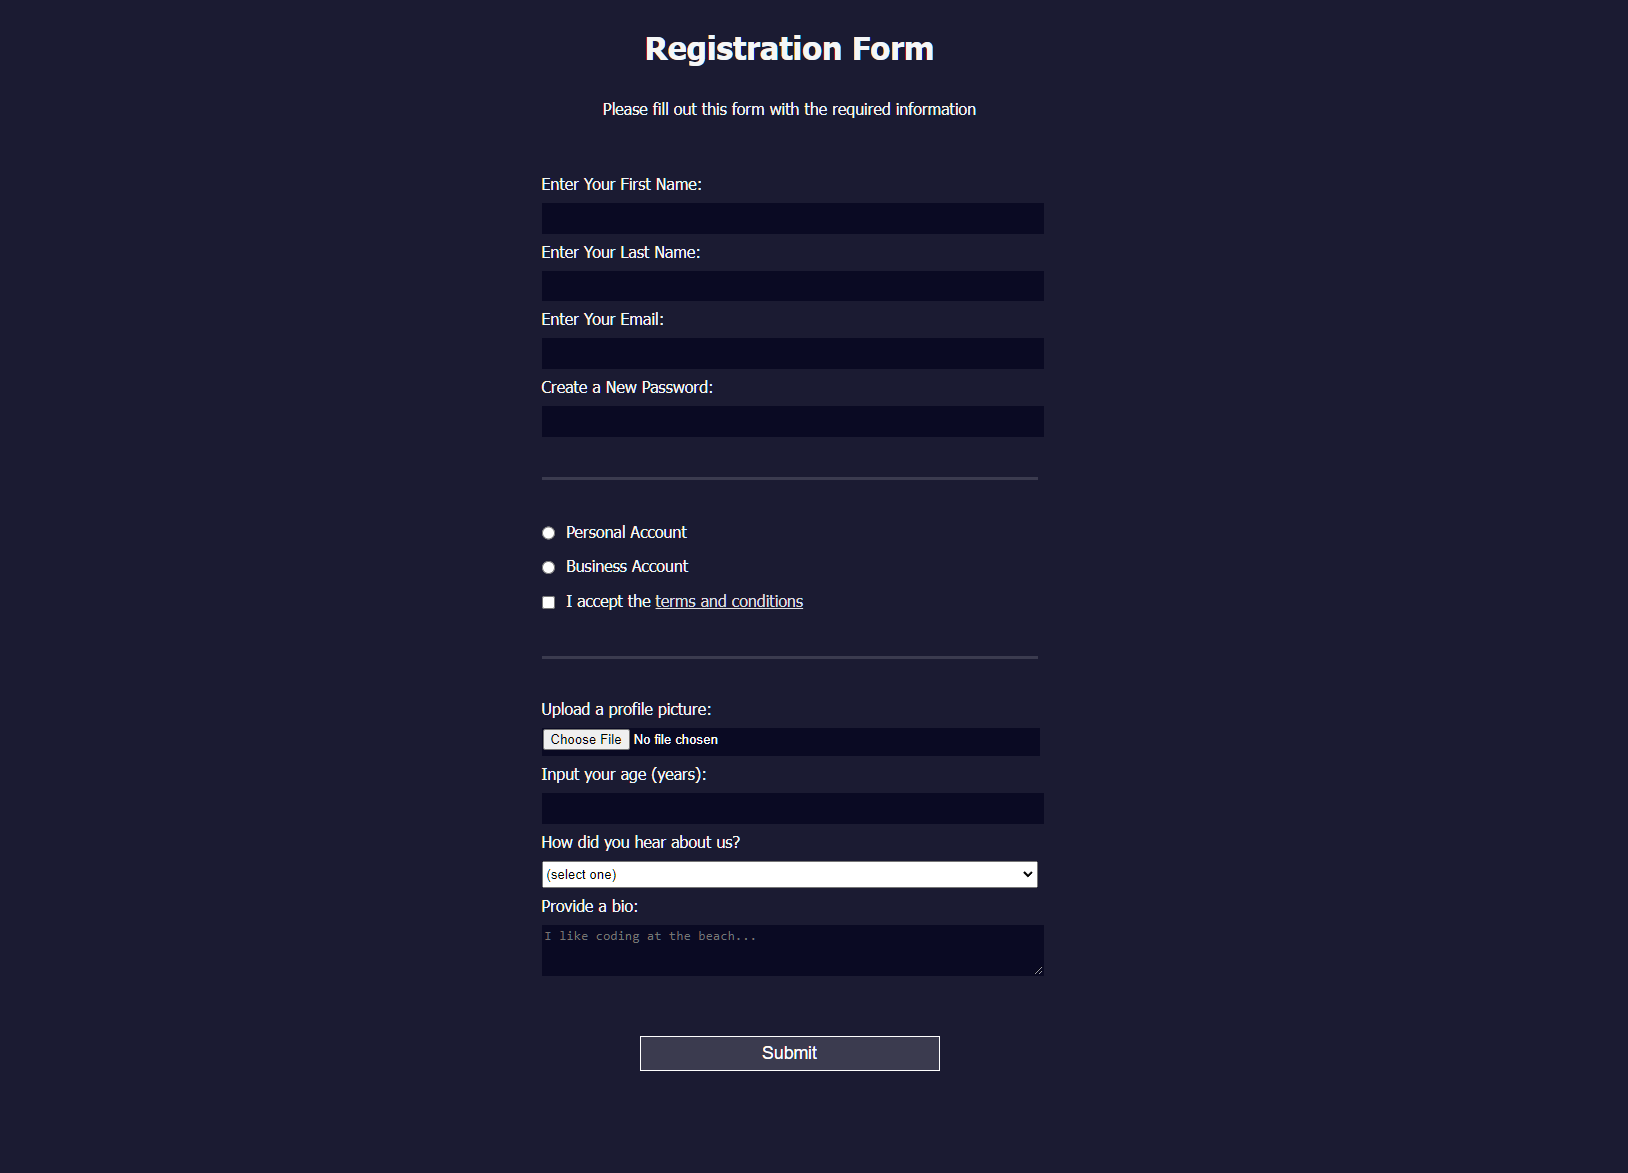 Registration Form
Please fill out this form with the required information
Enter Your First Name:
Enter Your Last Name:
Enter Your Email:
Create a New Password:
Personal Account
Business Account
I accept the terms and conditions
Upload a profile picture:
Choose File No file chosen
Input your age (years):
How did you hear about us?
(select one)
Provide a bio:
I like coding at the beach...
Submit